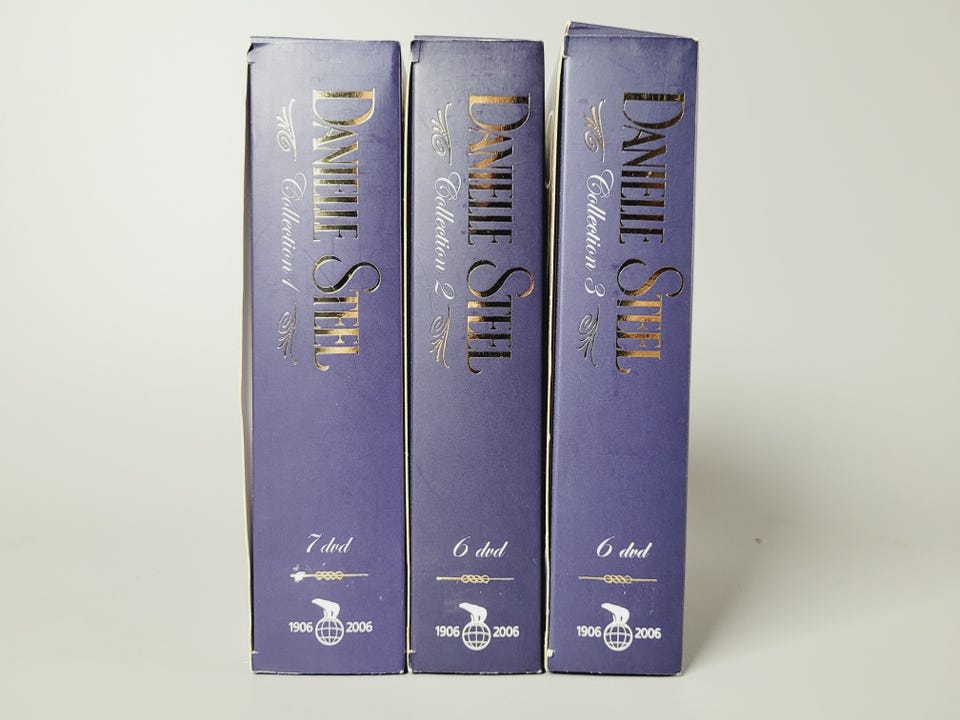 DANIELLE STEEL
Collection 1
7 dvd
1906 2006
DANIELLE STEEL
Collection 2
6 dvd
1906 2006
DANIELLE STEEL
Collection 3
6 dvd
1906 2006